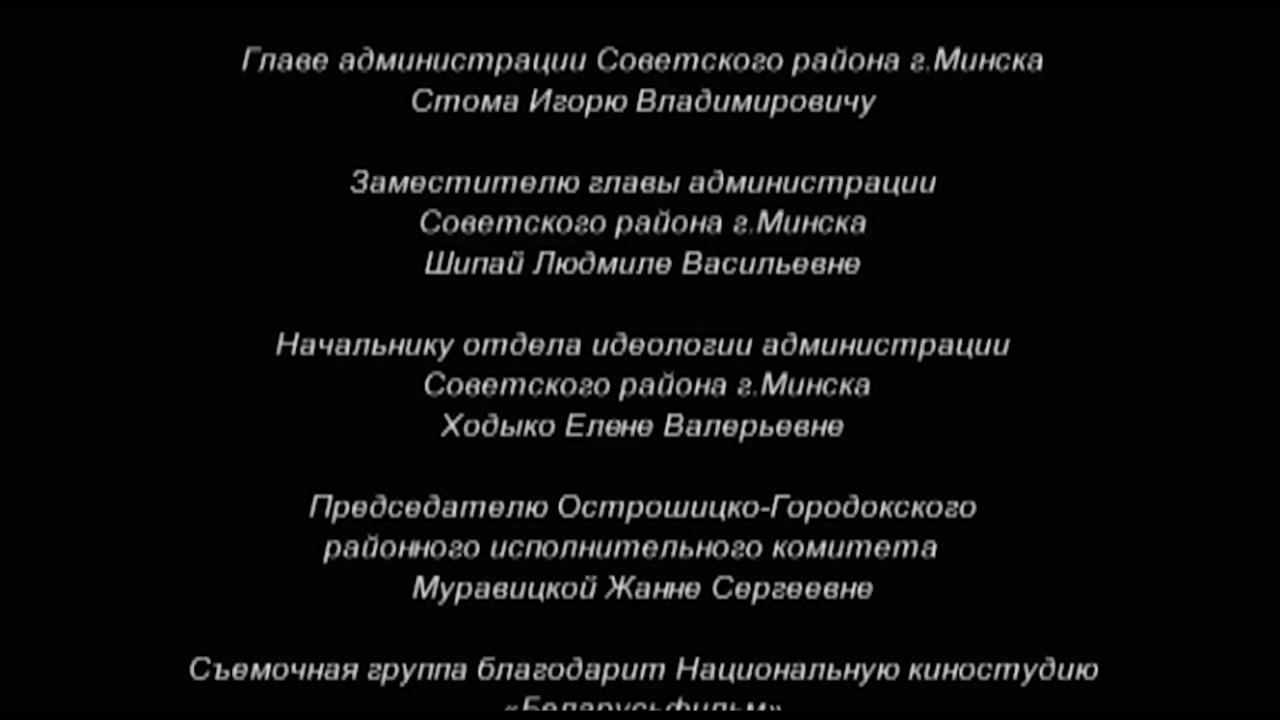 Главе администрации Советского района г.Минска
Стома Игорю Владимировичу
Заместителю главы администрации
Советского района г.Минска
Шипай Людмиле Васильевне
Начальнику отдела идеологии администрации
Советского района г.Минска
Ходыко Елене Валерьевне
Председателю Острошицко-Городокского
районного исполнительного комитета
Муравицкой Жанне Сергеевне
Съемочная группа благодарит Национальную киностудию
«Беларусьфильм»